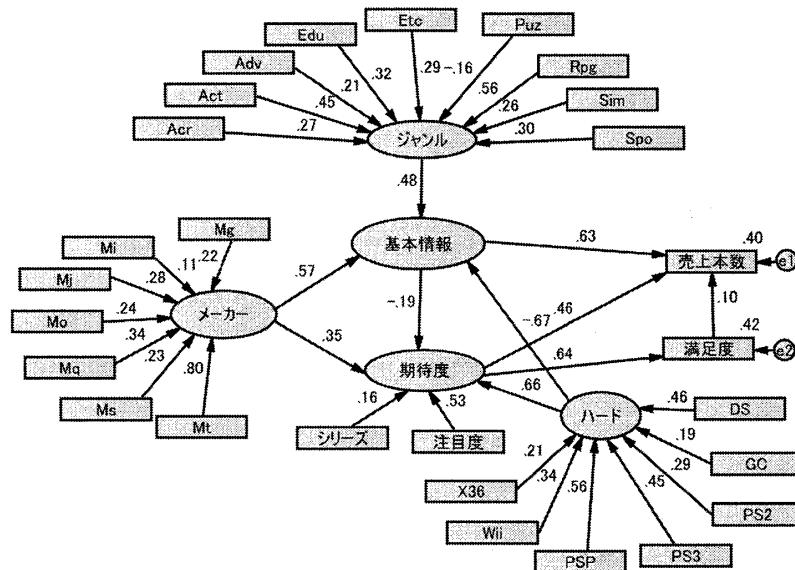 Etc
Puz
Edu
.29
-.16
Adv
.32
Rpg
.21
.56
Act
.45
.26
Sim
Acr
.27
ジャンル
.30
Spo
.48
Mg
Mi
基本情報
.63
.40
.11
.22
売上本数
e1
Mj
.28
.57
Mo
.24
メーカー
-.19
-.67
.46
.10
.34
.35
.42
Mq
.23
.80
期待度
.64
満足度
e2
Ms
.66
.16
.53
ハード
.46
DS
Mt
シリーズ
注目度
.19
.21
GC
X36
.34
.56
.45
.29
PS2
Wii
PSP
PS3